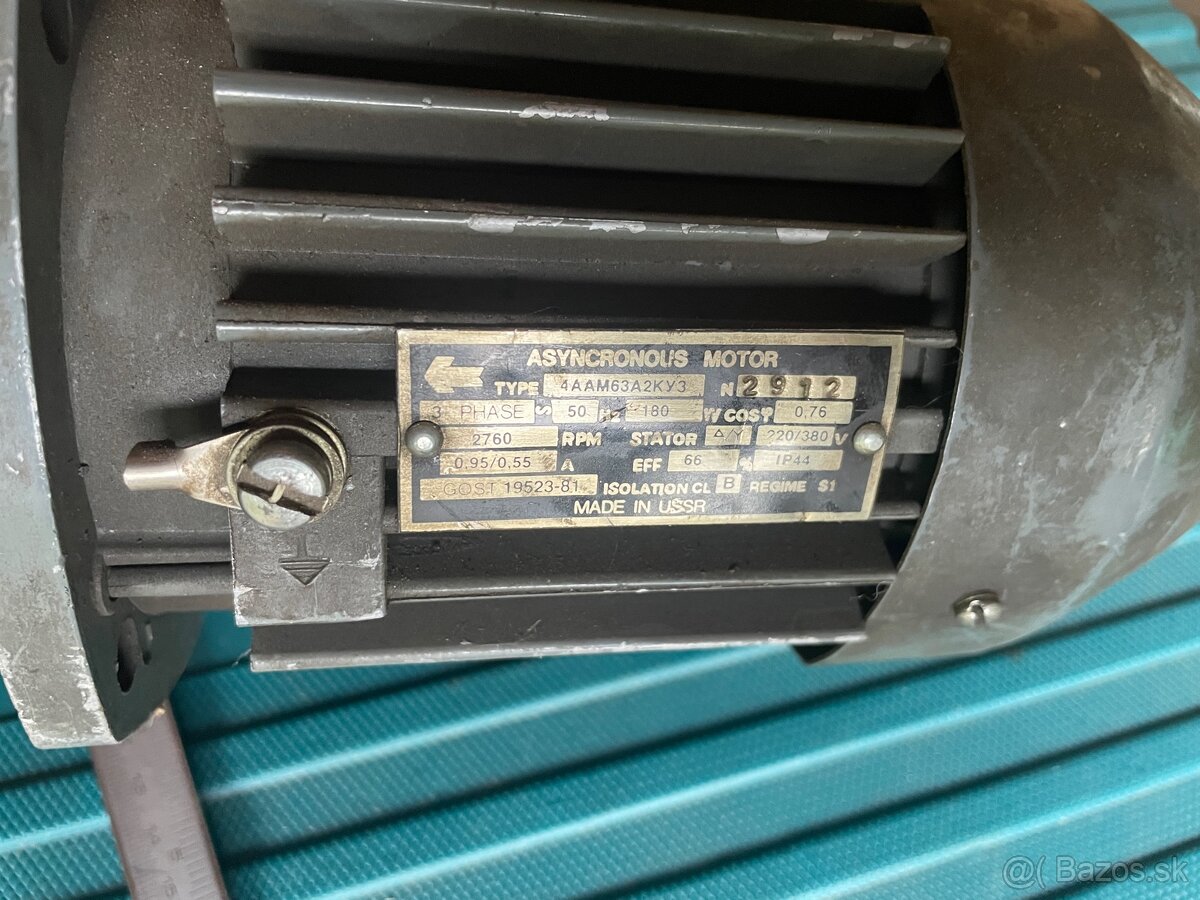 ASYNCRONOUS MOTOR
TYPE 4AAM63A2KУ3 N 2912
3 PHASE S 50 Hz 180 W COSφ 0,76
2760 RPM STATOR Δ/Y 220/380 V
0,95/0,55 A EFF 66 % IP44
GOST 19523-81 ISOLATION CL B REGIME S1
MADE IN USSR
@( Bazos.sk